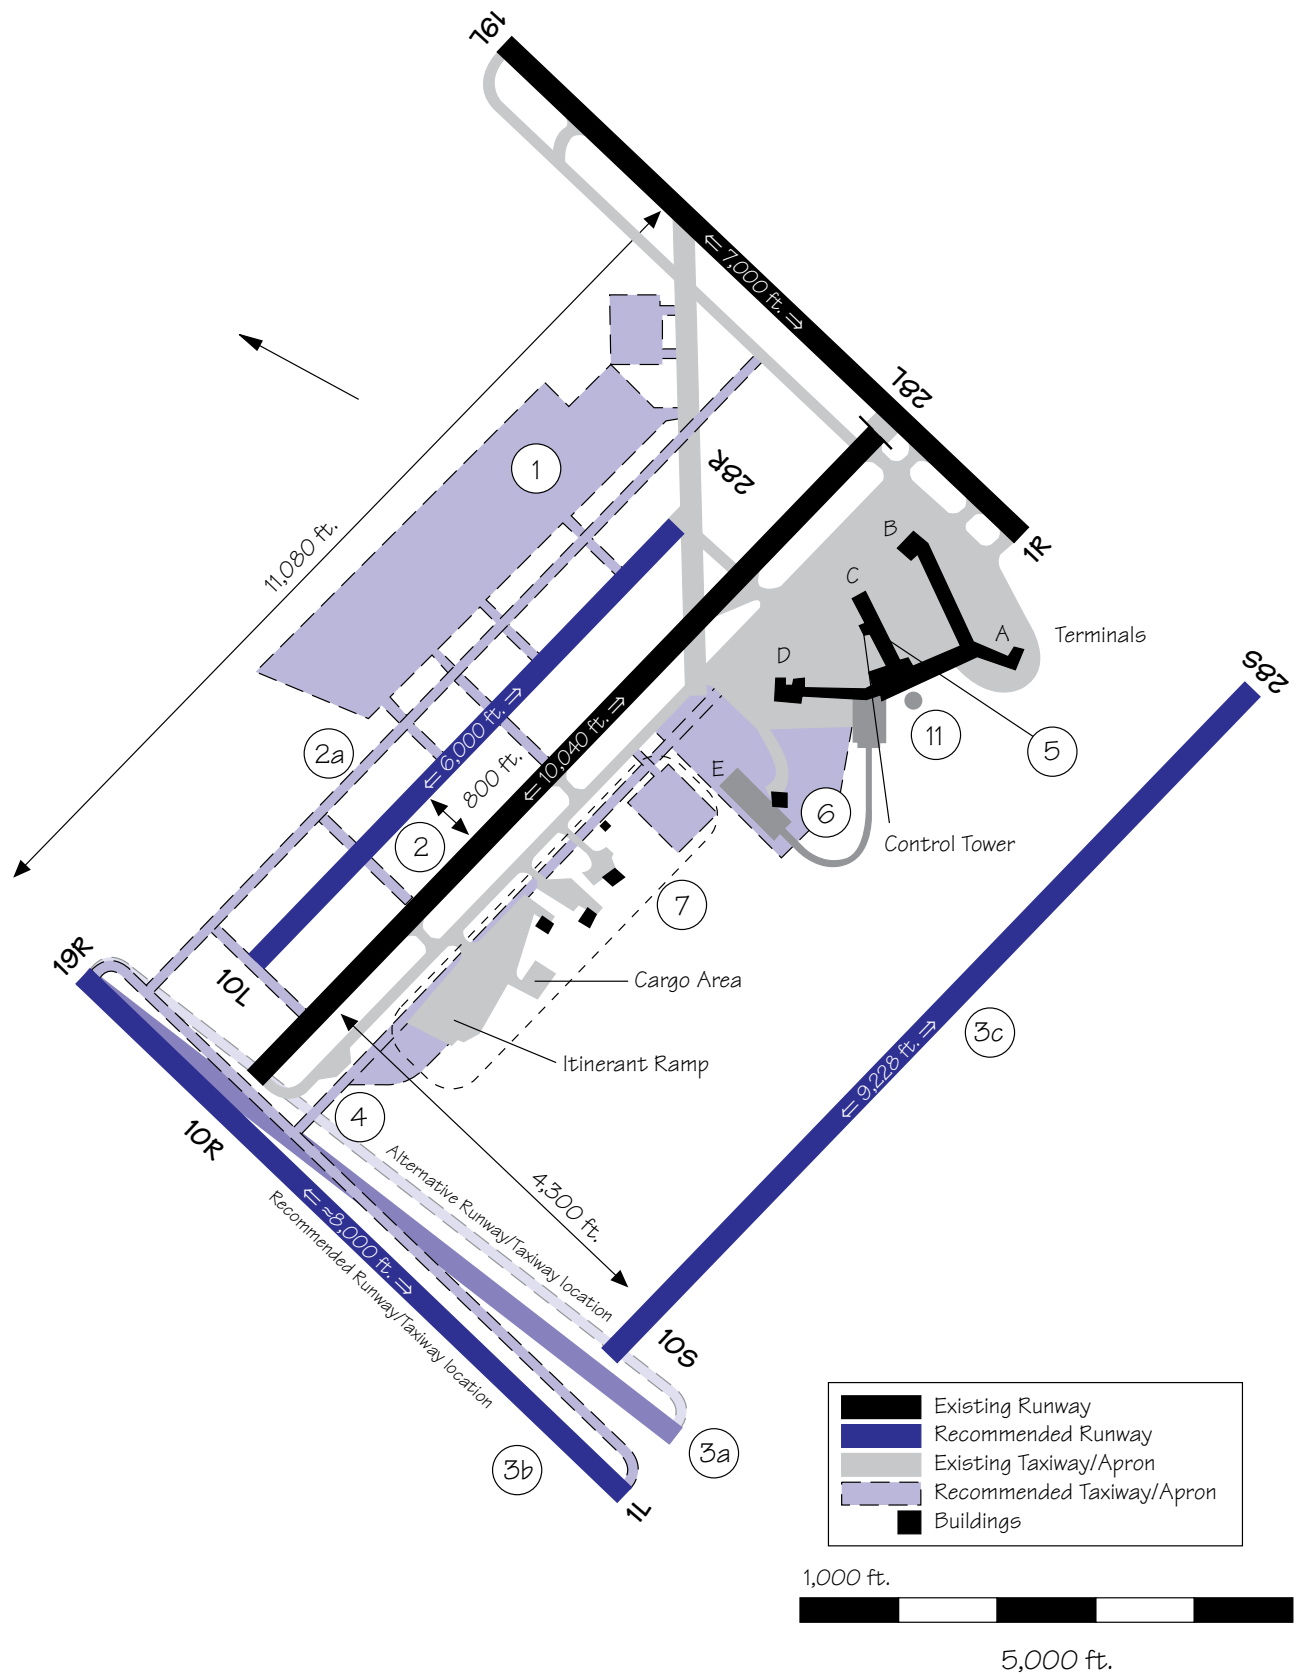 19L
⇐ 7,000 ft. ⇒
28L
1
28R
11,080 ft.
1R
B
C
A
Terminals
D
28S
2a
⇐ 6,000 ft. ⇒
800 ft.
⇐ 10,040 ft. ⇒
11
5
E
6
2
Control Tower
7
19R
10L
Cargo Area
3c
Itinerant Ramp
⇐ 9,228 ft. ⇒
4
10R
Alternative Runway/Taxiway location
4,300 ft.
⇐ ≈8,000 ft. ⇒
Recommended Runway/Taxiway location
10S
3a
3b
1L
Existing Runway
Recommended Runway
Existing Taxiway/Apron
Recommended Taxiway/Apron
Buildings
1,000 ft.
5,000 ft.